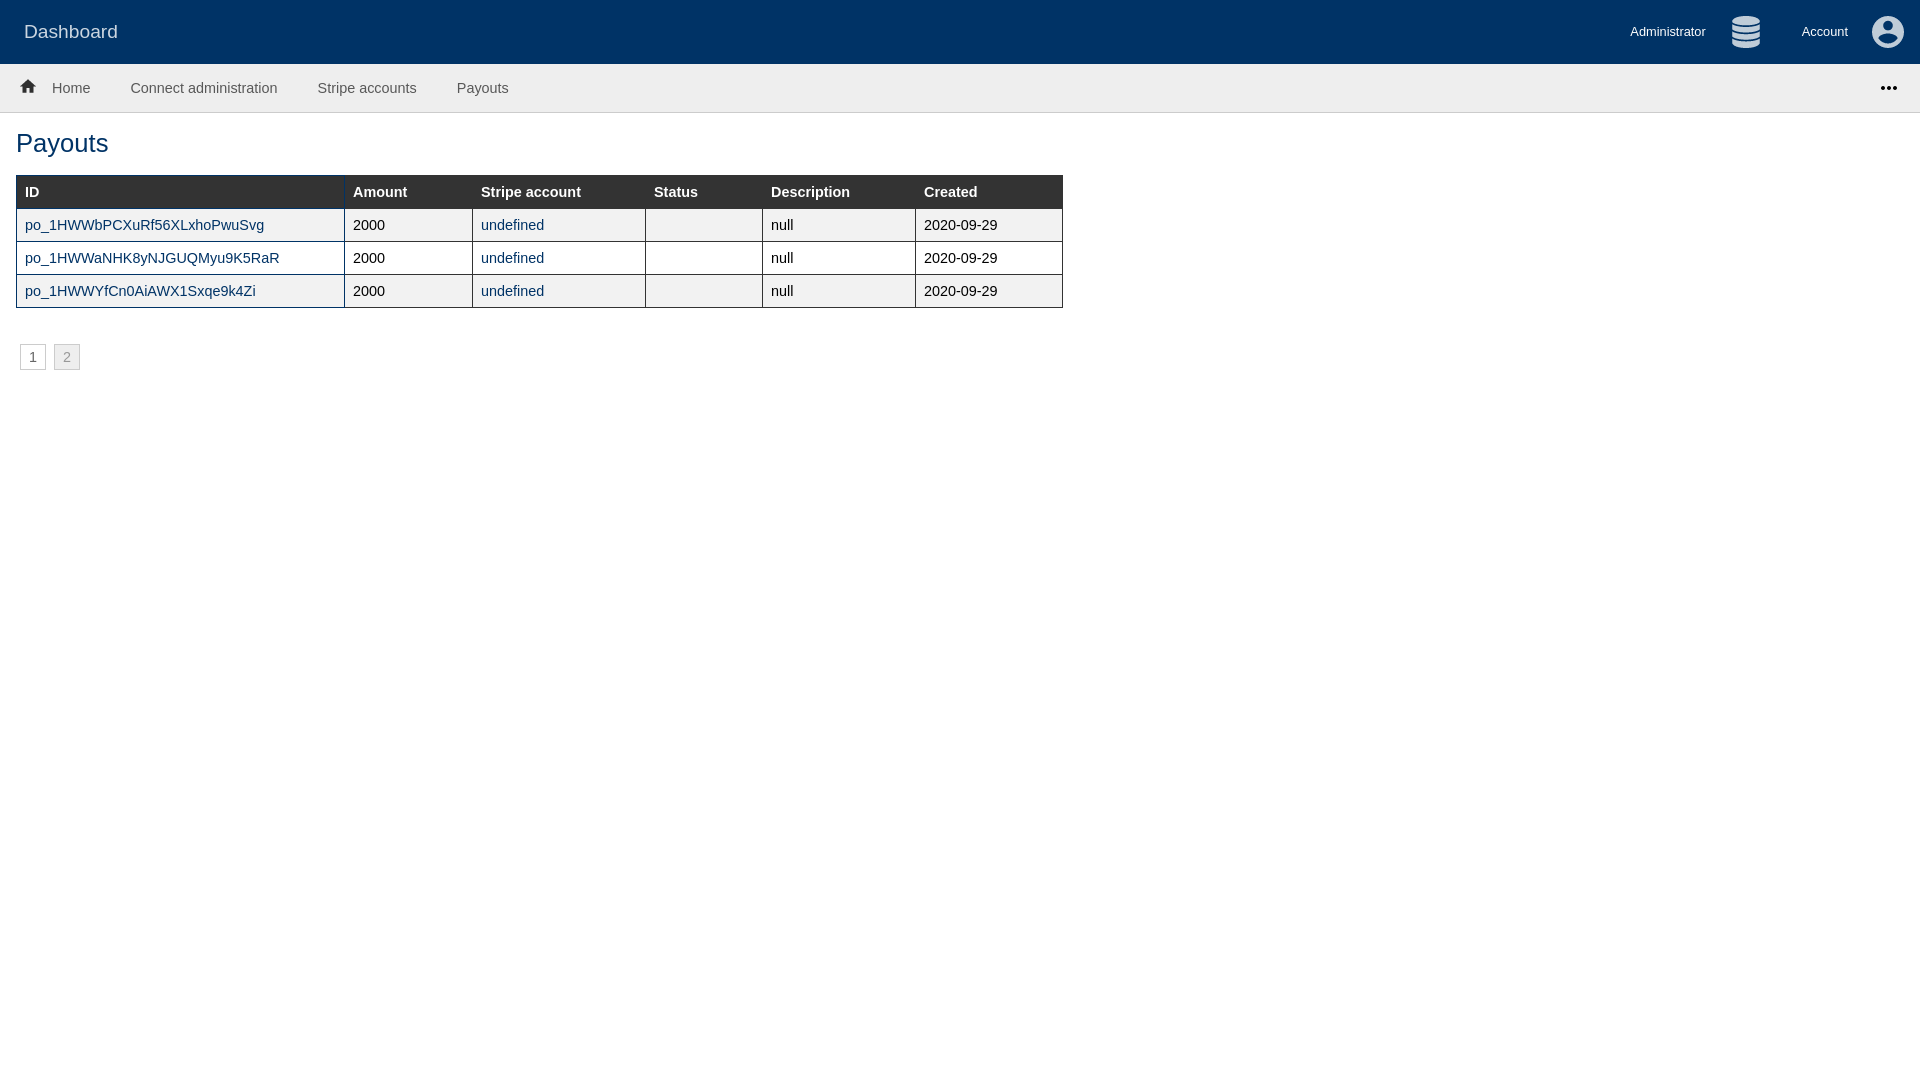 Dashboard
Administrator
Account
Home
Connect administration
Stripe accounts
Payouts
Payouts
ID Amount Stripe account Status Description Created
po_1HWWbPCXuRf56XLxhoPwuSvg 2000 undefined null 2020-09-29
po_1HWWaNHK8yNJGUQMyu9K5RaR 2000 undefined null 2020-09-29
po_1HWWYfCn0AiAWX1Sxqe9k4Zi 2000 undefined null 2020-09-29
1 2